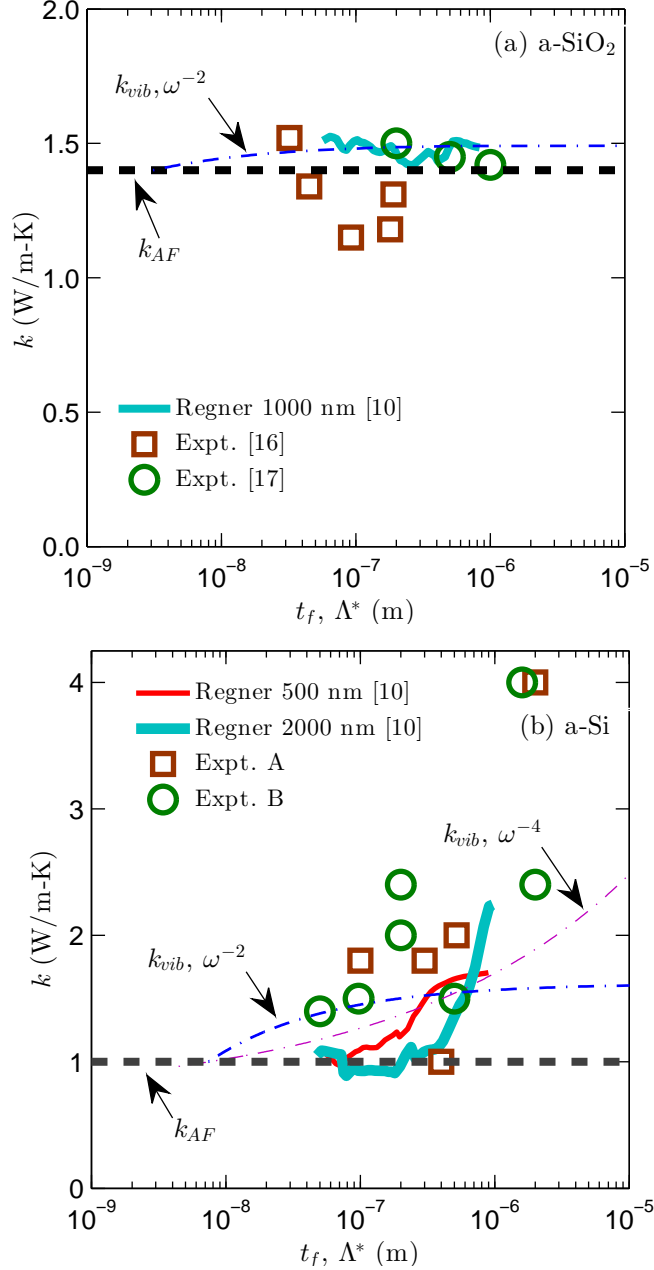 2.0
(a) a-SiO₂
k_vib, ω⁻²
1.5
k_AF
1.0
k (W/m-K)
Regner 1000 nm [10]
0.5
Expt. [16]
Expt. [17]
0.0
10⁻⁹ 10⁻⁸ 10⁻⁷ 10⁻⁶ 10⁻⁵
t_f, Λ* (m)
4
Regner 500 nm [10]
Regner 2000 nm [10]
(b) a-Si
Expt. A
Expt. B
3
k_vib, ω⁻⁴
k (W/m-K)
2
k_vib, ω⁻²
1
k_AF
0
10⁻⁹ 10⁻⁸ 10⁻⁷ 10⁻⁶ 10⁻⁵
t_f, Λ* (m)